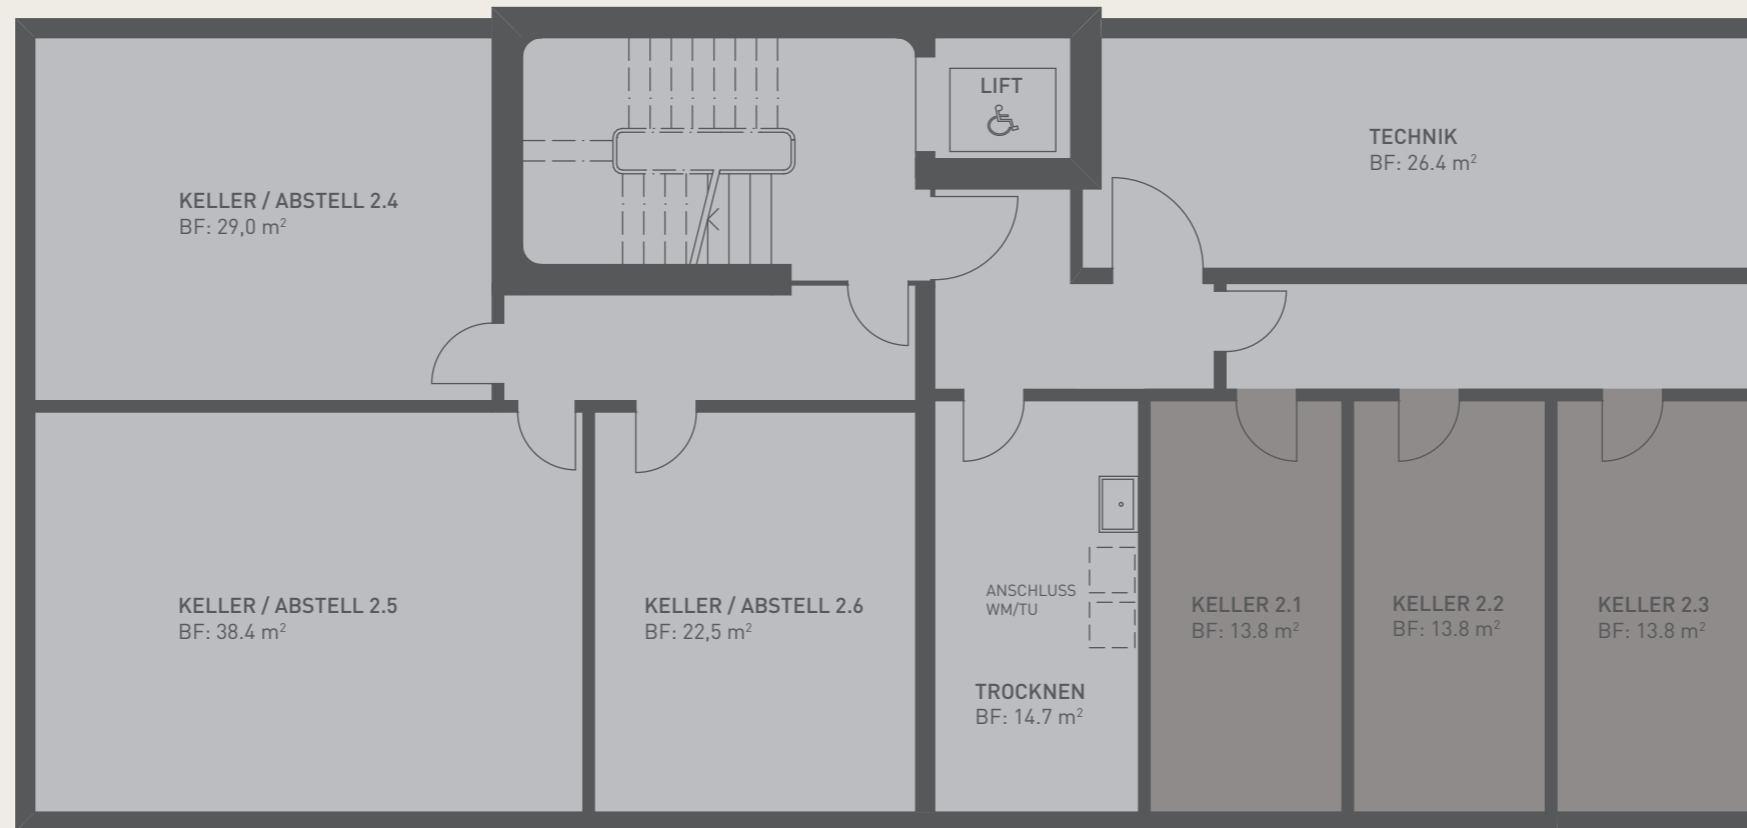 LIFT
TECHNIK
BF: 26.4 m²
KELLER / ABSTELL 2.4
BF: 29,0 m²
KELLER / ABSTELL 2.5
BF: 38.4 m²
KELLER / ABSTELL 2.6
BF: 22,5 m²
ANSCHLUSS
WM/TU
TROCKNEN
BF: 14.7 m²
KELLER 2.1
BF: 13.8 m²
KELLER 2.2
BF: 13.8 m²
KELLER 2.3
BF: 13.8 m²